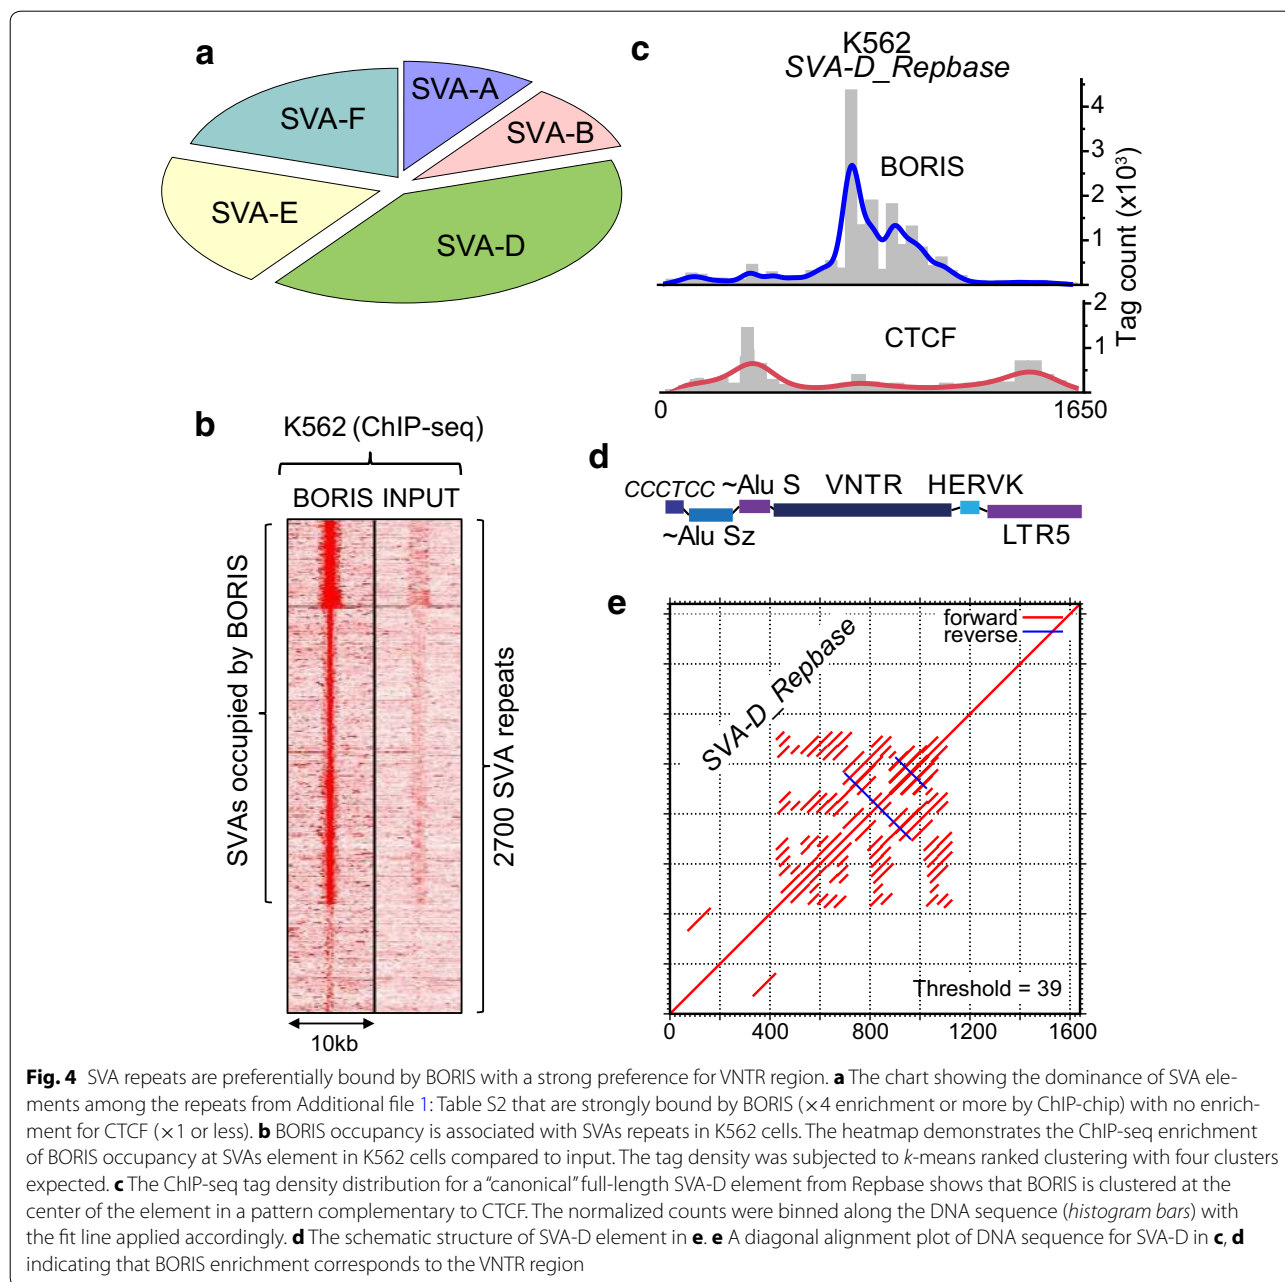 a
SVA-A
SVA-B
SVA-F
SVA-E
SVA-D
c
K562
SVA-D_Repbase
BORIS
4
3
2
1
Tag count (x10³)
CTCF
2
1
0
1650
b
K562 (ChIP-seq)
BORIS INPUT
SVAs occupied by BORIS
2700 SVA repeats
10kb
d
CCCTCC ~Alu S VNTR HERVK
~Alu Sz LTR5
e
forward
reverse
SVA-D_Repbase
Threshold = 39
0 400 800 1200 1600
Fig. 4 SVA repeats are preferentially bound by BORIS with a strong preference for VNTR region. a The chart showing the dominance of SVA ele-
ments among the repeats from Additional file 1: Table S2 that are strongly bound by BORIS (×4 enrichment or more by ChIP-chip) with no enrich-
ment for CTCF (×1 or less). b BORIS occupancy is associated with SVAs repeats in K562 cells. The heatmap demonstrates the ChIP-seq enrichment
of BORIS occupancy at SVAs element in K562 cells compared to input. The tag density was subjected to k-means ranked clustering with four clusters
expected. c The ChIP-seq tag density distribution for a “canonical” full-length SVA-D element from Repbase shows that BORIS is clustered at the
center of the element in a pattern complementary to CTCF. The normalized counts were binned along the DNA sequence (histogram bars) with
the fit line applied accordingly. d The schematic structure of SVA-D element in e. e A diagonal alignment plot of DNA sequence for SVA-D in c, d
indicating that BORIS enrichment corresponds to the VNTR region